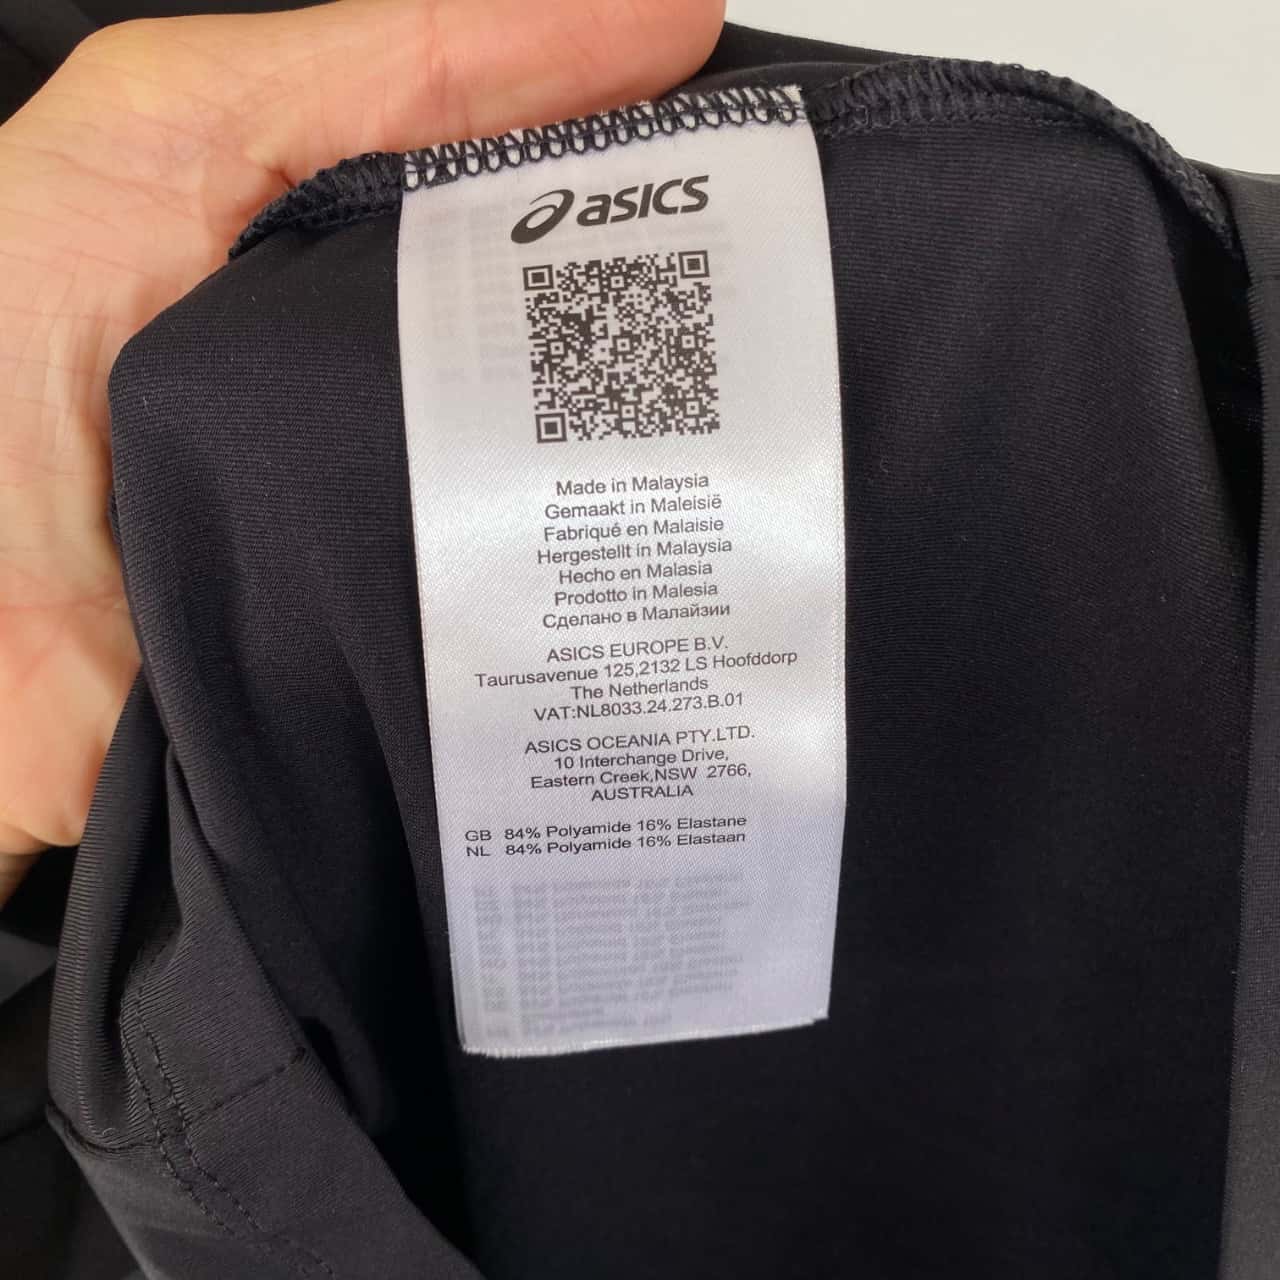 asics
Made in Malaysia
Gemaakt in Maleisië
Fabriqué en Malaisie
Hergestellt in Malaysia
Hecho en Malasia
Prodotto in Malesia
Сделано в Малайзии
ASICS EUROPE B.V.
Taurusavenue 125,2132 LS Hoofddorp
The Netherlands
VAT:NL8033.24.273.B.01
ASICS OCEANIA PTY.LTD.
10 Interchange Drive,
Eastern Creek,NSW 2766,
AUSTRALIA
GB 84% Polyamide 16% Elastane
NL 84% Polyamide 16% Elastaan